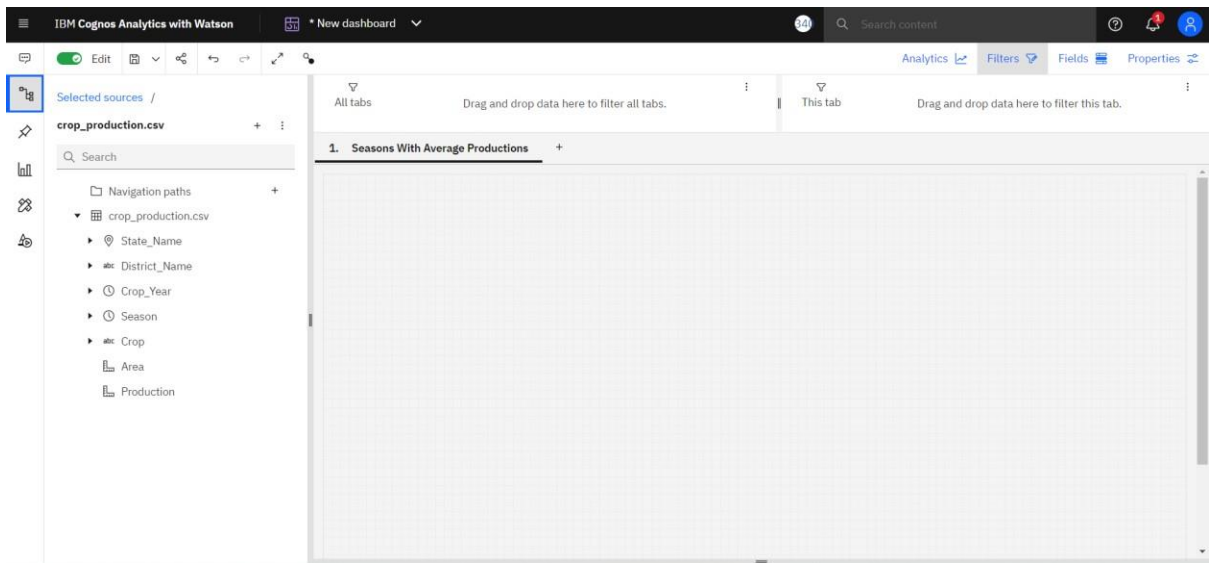 IBM Cognos Analytics with Watson
* New dashboard
Search content
1
Edit
Analytics
Filters
Fields
Properties
Selected sources /
crop_production.csv
Search
Navigation paths
crop_production.csv
State_Name
abc District_Name
Crop_Year
Season
abc Crop
Area
Production
All tabs
Drag and drop data here to filter all tabs.
This tab
Drag and drop data here to filter this tab.
1. Seasons With Average Productions